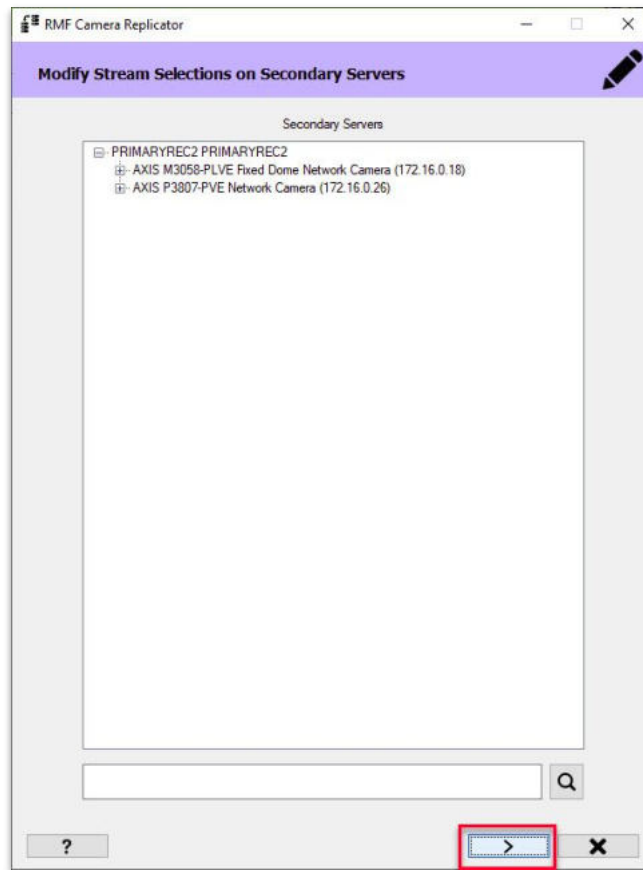 RMF Camera Replicator
Modify Stream Selections on Secondary Servers
Secondary Servers
PRIMARYREC2 PRIMARYREC2
AXIS M3058-PLVE Fixed Dome Network Camera (172.16.0.18)
AXIS P3807-PVE Network Camera (172.16.0.26)
?
>